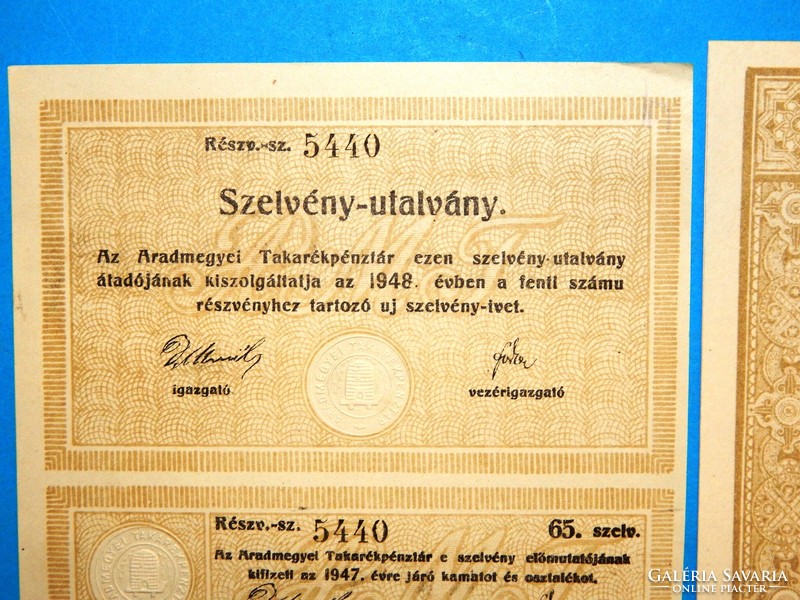 Részv.-sz. 5440
Szelvény-utalvány.
Az Aradmegyei Takarékpénztár ezen szelvény-utalvány
átadójának kiszolgáltatja az 1948. évben a fenti számu
részvényhez tartozó uj szelvény-ivet.
igazgató
vezérigazgató
Részv.-sz. 5440
65. szelv.
Az Aradmegyei Takarékpénztár e szelvény előmutatójának
kifizeti az 1947. évre járó kamatot és osztalékot.
GALÉRIA SAVARIA
ONLINE PIACTÉR